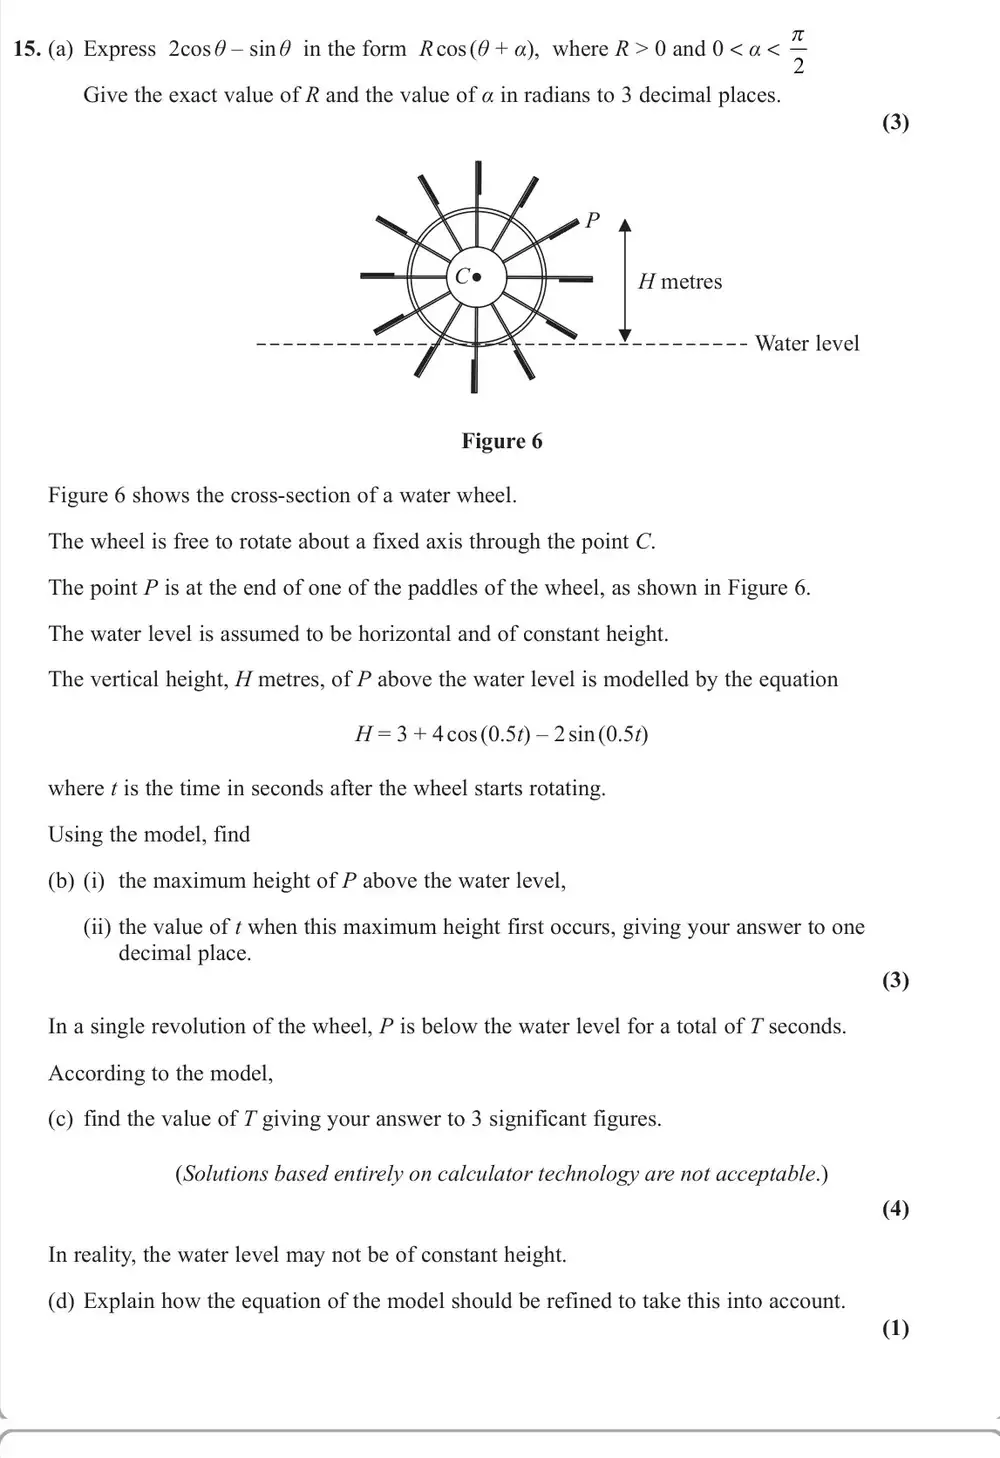 15. (a) Express 2cosθ – sinθ in the form Rcos(θ + α), where R > 0 and 0 < α < π/2
Give the exact value of R and the value of α in radians to 3 decimal places.
(3)
P
C
H metres
Water level
Figure 6
Figure 6 shows the cross-section of a water wheel.
The wheel is free to rotate about a fixed axis through the point C.
The point P is at the end of one of the paddles of the wheel, as shown in Figure 6.
The water level is assumed to be horizontal and of constant height.
The vertical height, H metres, of P above the water level is modelled by the equation
H = 3 + 4cos(0.5t) – 2sin(0.5t)
where t is the time in seconds after the wheel starts rotating.
Using the model, find
(b) (i) the maximum height of P above the water level,
(ii) the value of t when this maximum height first occurs, giving your answer to one
decimal place.
(3)
In a single revolution of the wheel, P is below the water level for a total of T seconds.
According to the model,
(c) find the value of T giving your answer to 3 significant figures.
(Solutions based entirely on calculator technology are not acceptable.)
(4)
In reality, the water level may not be of constant height.
(d) Explain how the equation of the model should be refined to take this into account.
(1)